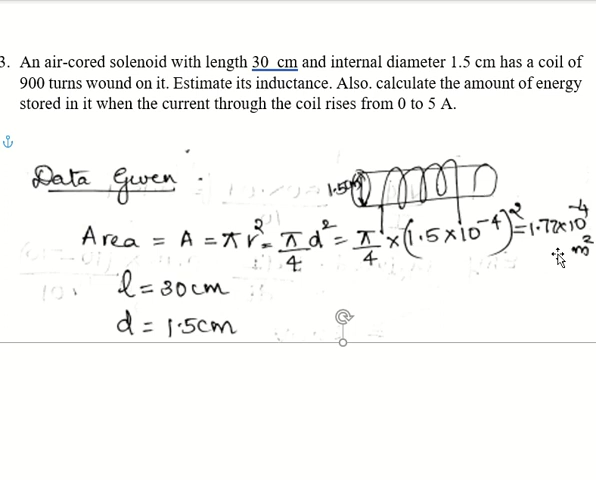 3. An air-cored solenoid with length 30 cm and internal diameter 1.5 cm has a coil of
900 turns wound on it. Estimate its inductance. Also. calculate the amount of energy
stored in it when the current through the coil rises from 0 to 5 A.
Data Given :
Area = A = πr² = π/4 d² = π/4 × (1.5×10⁻⁴)² = 1.77×10⁻⁴ m²
l = 30 cm
d = 1.5cm